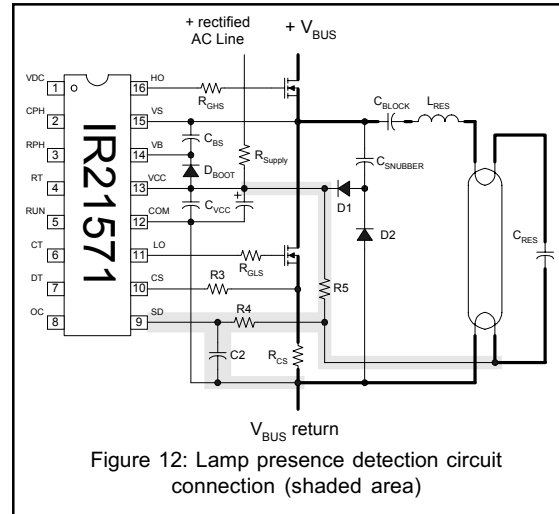 + rectified
AC Line
+ VBUS
VDC 1
16 HO
RGHS
CPH 2
15 VS
CBLOCK
LRES
CBS
RPH 3
14 VB
RSupply
CSNUBBER
DBOOT
RT 4
13 VCC
D1
IR21571
+
RUN 5
12 COM
CVCC
D2
CRES
CT 6
11 LO
RGLS
R5
DT 7
10 CS
R3
OC 8
9 SD
R4
C2
RCS
VBUS return
Figure 12: Lamp presence detection circuit
connection (shaded area)